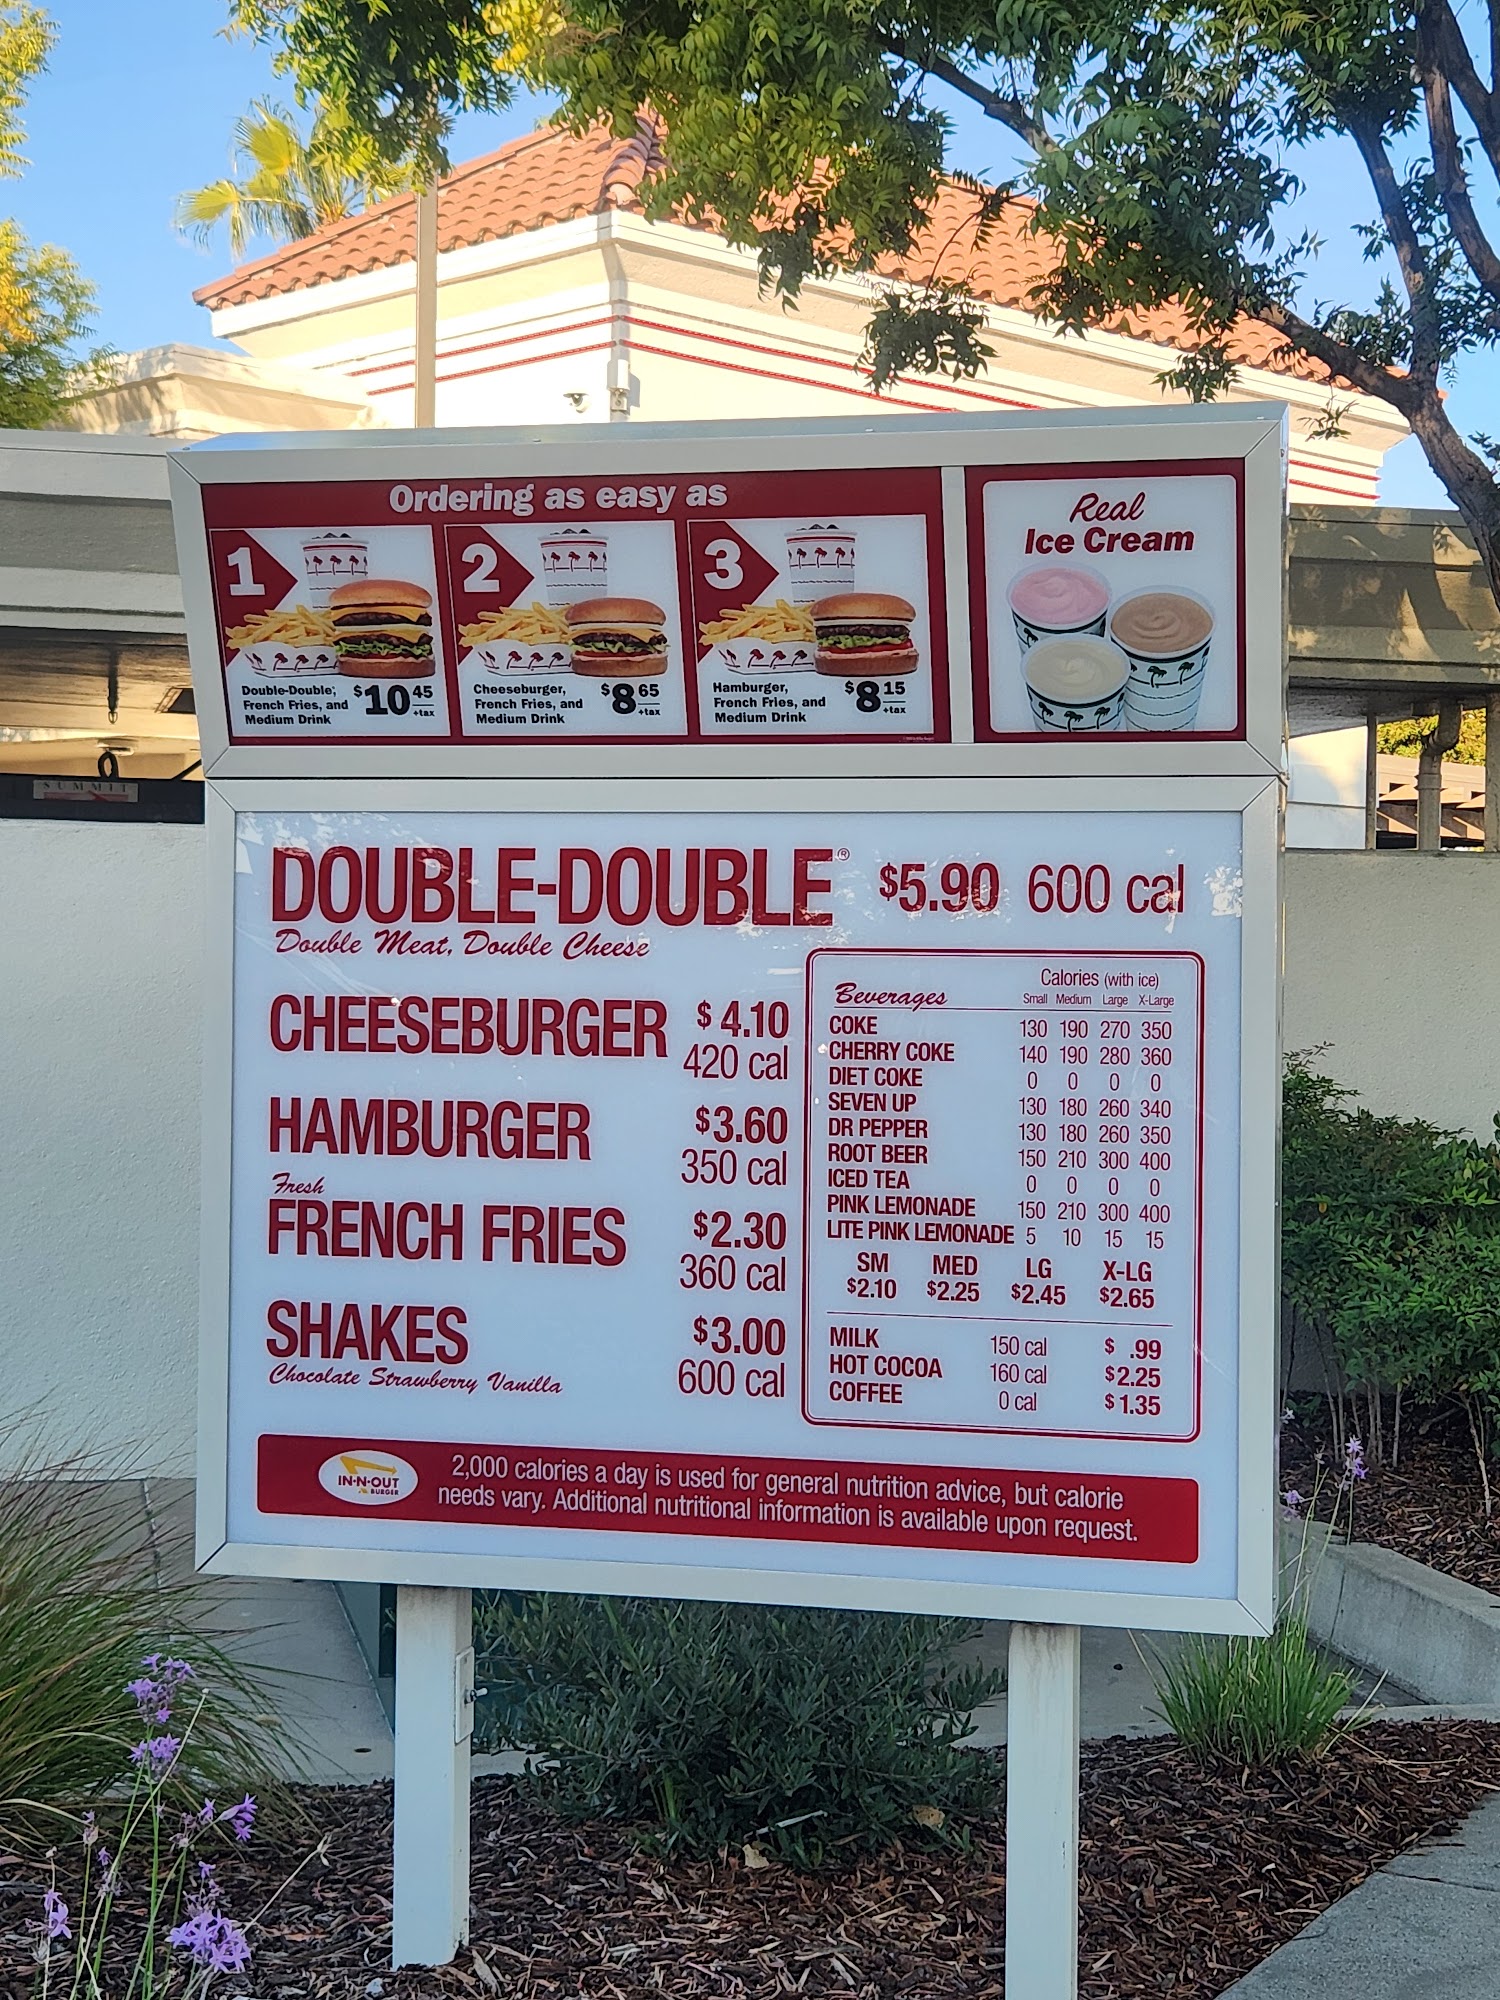 Ordering as easy as
1
Double-Double,
French Fries, and
Medium Drink
$10 45
+tax
2
Cheeseburger,
French Fries, and
Medium Drink
$8 65
+tax
3
Hamburger,
French Fries, and
Medium Drink
$8 15
+tax
Real
Ice Cream
SUMMIT
DOUBLE-DOUBLE® $5.90 600 cal
Double Meat, Double Cheese
CHEESEBURGER $4.10
420 cal
HAMBURGER $3.60
350 cal
Fresh
FRENCH FRIES $2.30
360 cal
SHAKES $3.00
Chocolate Strawberry Vanilla 600 cal
Calories (with ice)
Beverages Small Medium Large X-Large
COKE 130 190 270 350
CHERRY COKE 140 190 280 360
DIET COKE 0 0 0 0
SEVEN UP 130 180 260 340
DR PEPPER 130 180 260 350
ROOT BEER 150 210 300 400
ICED TEA 0 0 0 0
PINK LEMONADE 150 210 300 400
LITE PINK LEMONADE 5 10 15 15
SM MED LG X-LG
$2.10 $2.25 $2.45 $2.65
MILK 150 cal $ .99
HOT COCOA 160 cal $2.25
COFFEE 0 cal $1.35
IN-N-OUT
BURGER
2,000 calories a day is used for general nutrition advice, but calorie
needs vary. Additional nutritional information is available upon request.